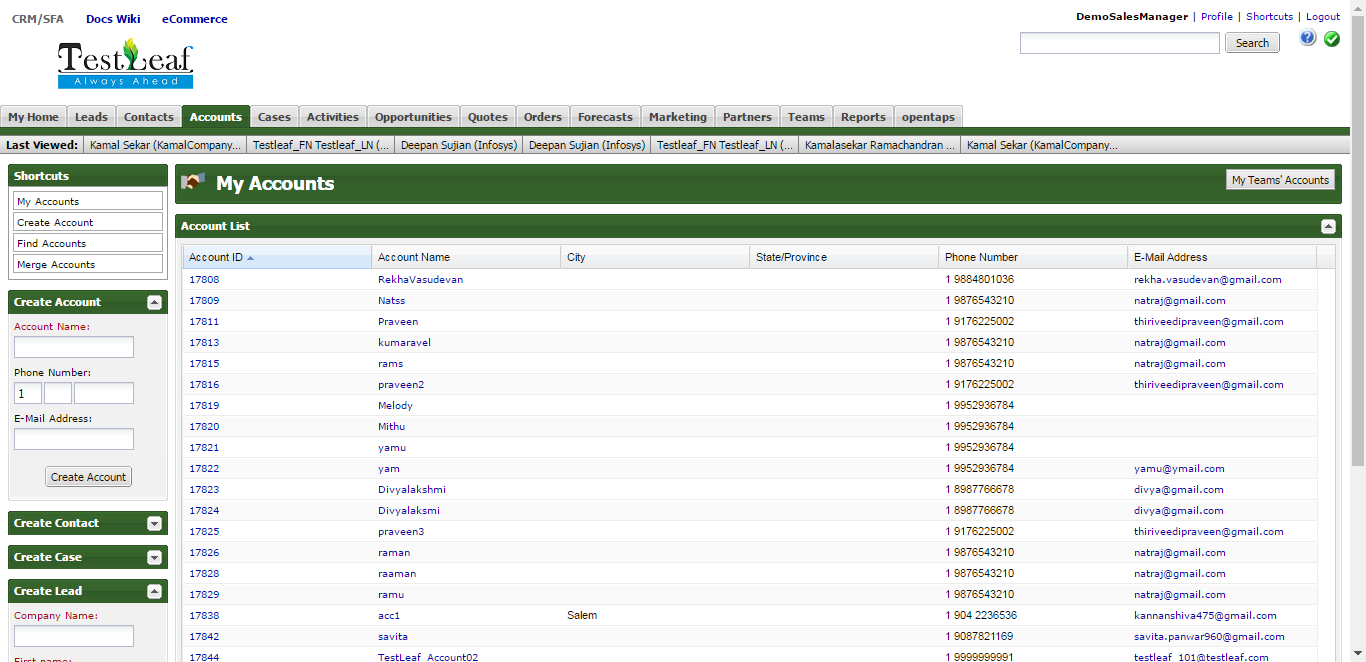 CRM/SFA Docs Wiki eCommerce
DemoSalesManager | Profile | Shortcuts | Logout
Search
TestLeaf
Always Ahead
My Home Leads Contacts Accounts Cases Activities Opportunities Quotes Orders Forecasts Marketing Partners Teams Reports opentaps
Last Viewed: Kamal Sekar (KamalCompany... Testleaf_FN Testleaf_LN (... Deepan Sujian (Infosys) Deepan Sujian (Infosys) Testleaf_FN Testleaf_LN (... Kamalasekar Ramachandran ... Kamal Sekar (KamalCompany...
Shortcuts
My Accounts
Create Account
Find Accounts
Merge Accounts
Create Account
Account Name:
Phone Number:
1
E-Mail Address:
Create Account
Create Contact
Create Case
Create Lead
Company Name:
First name:
My Accounts
My Teams' Accounts
Account List
Account ID Account Name City State/Province Phone Number E-Mail Address
17808 RekhaVasudevan 1 9884801036 rekha.vasudevan@gmail.com
17809 Natss 1 9876543210 natraj@gmail.com
17811 Praveen 1 9176225002 thiriveedipraveen@gmail.com
17813 kumaravel 1 9876543210 natraj@gmail.com
17815 rams 1 9876543210 natraj@gmail.com
17816 praveen2 1 9176225002 thiriveedipraveen@gmail.com
17819 Melody 1 9952936784
17820 Mithu 1 9952936784
17821 yamu 1 9952936784
17822 yam 1 9952936784 yamu@ymail.com
17823 Divyalakshmi 1 8987766678 divya@gmail.com
17824 Divyalaksmi 1 8987766678 divya@gmail.com
17825 praveen3 1 9176225002 thiriveedipraveen@gmail.com
17826 raman 1 9876543210 natraj@gmail.com
17828 raaman 1 9876543210 natraj@gmail.com
17829 ramu 1 9876543210 natraj@gmail.com
17838 acc1 Salem 1 904 2236536 kannanshiva475@gmail.com
17842 savita 1 9087821169 savita.panwar960@gmail.com
17844 TestLeaf_Account02 1 9999999991 testleaf_101@testleaf.com